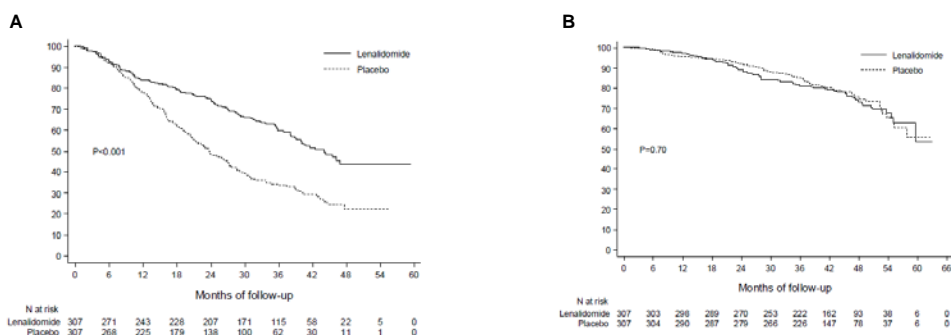 A
100
90
80
70
60
50
40
30
20
10
0
Lenalidomide
Placebo
P<0.001
0 6 12 18 24 30 36 42 48 54 60
Months of follow-up
N at risk
Lenalidomide 307 271 243 228 207 171 115 58 22 5 0
Placebo 307 268 225 179 138 100 62 30 11 1 0
B
100
90
80
70
60
50
40
30
20
10
0
Lenalidomide
Placebo
P=0.70
0 6 12 18 24 30 36 42 48 54 60 66
Months of follow-up
N at risk
Lenalidomide 307 303 298 289 270 253 222 162 93 38 6
Placebo 307 304 290 287 279 266 226 147 78 37 6